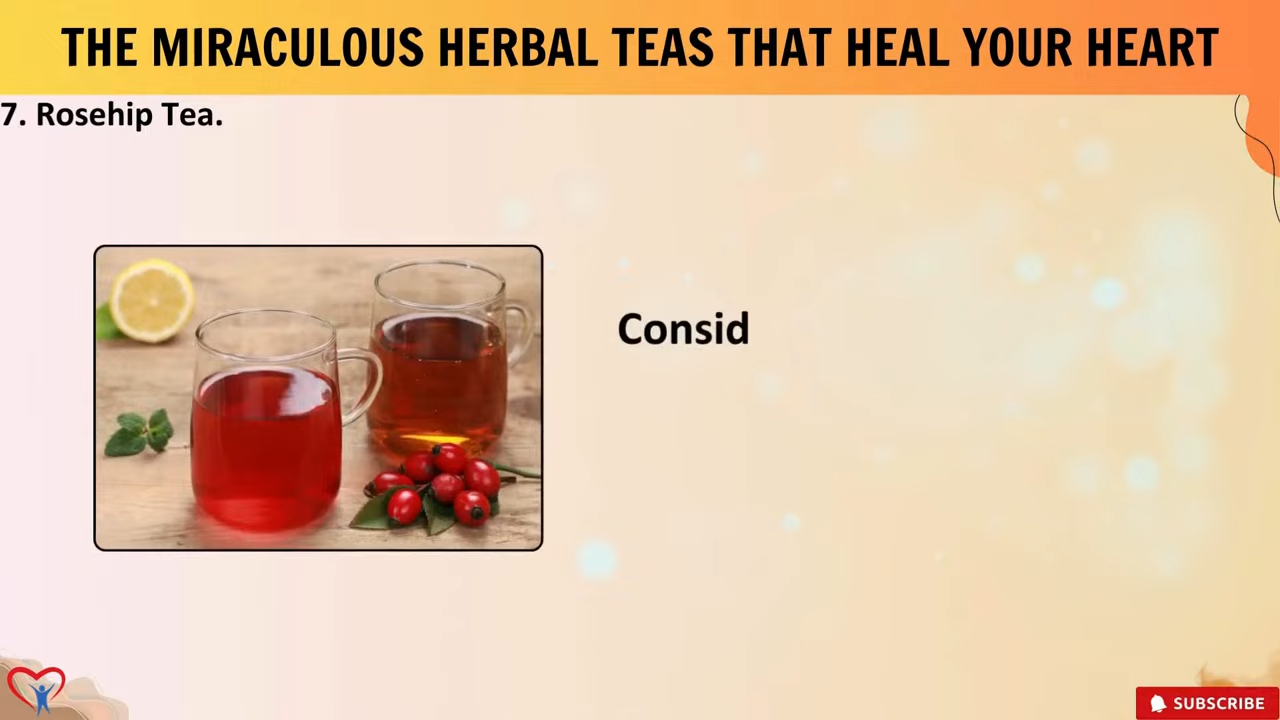 THE MIRACULOUS HERBAL TEAS THAT HEAL YOUR HEART
7. Rosehip Tea.
Consid
SUBSCRIBE